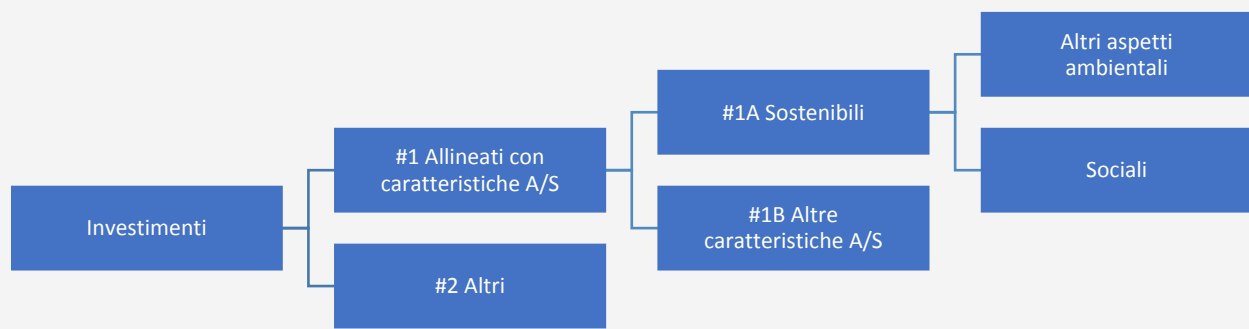 Investimenti
#1 Allineati con
caratteristiche A/S
#2 Altri
#1A Sostenibili
#1B Altre
caratteristiche A/S
Altri aspetti
ambientali
Sociali